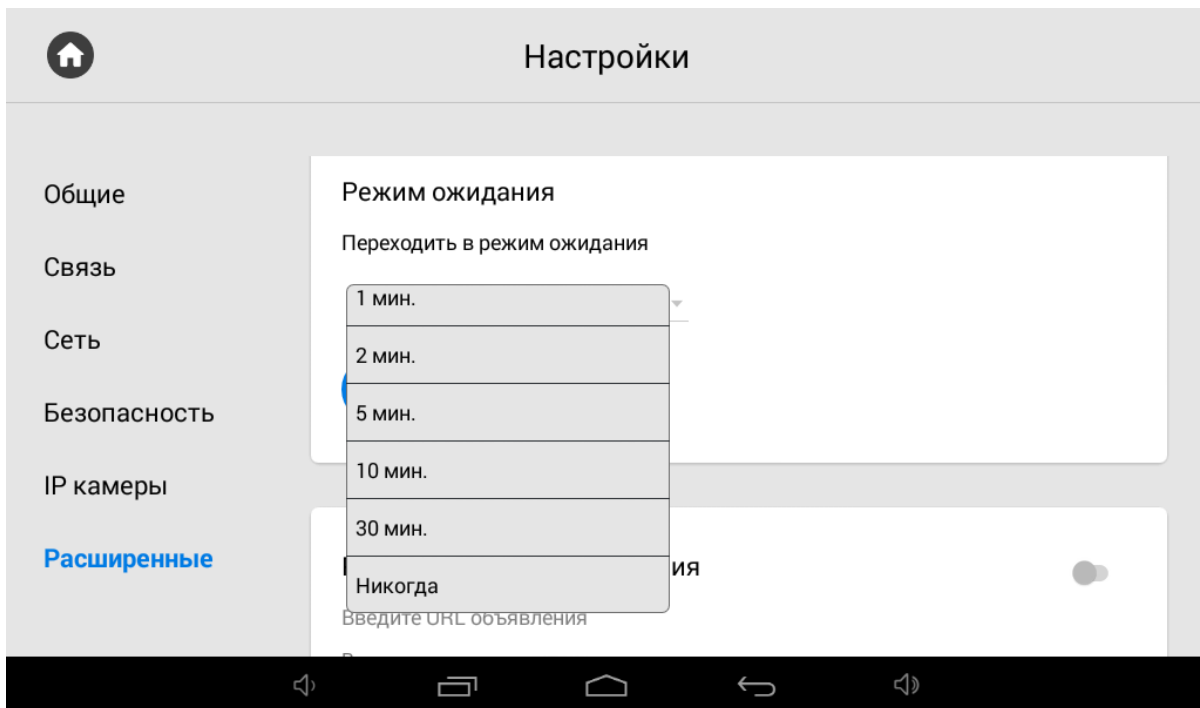 Настройки
Общие
Связь
Сеть
Безопасность
IP камеры
Расширенные
Режим ожидания
Переходить в режим ожидания
1 мин.
2 мин.
5 мин.
10 мин.
30 мин.
Никогда
Введите URL объявления